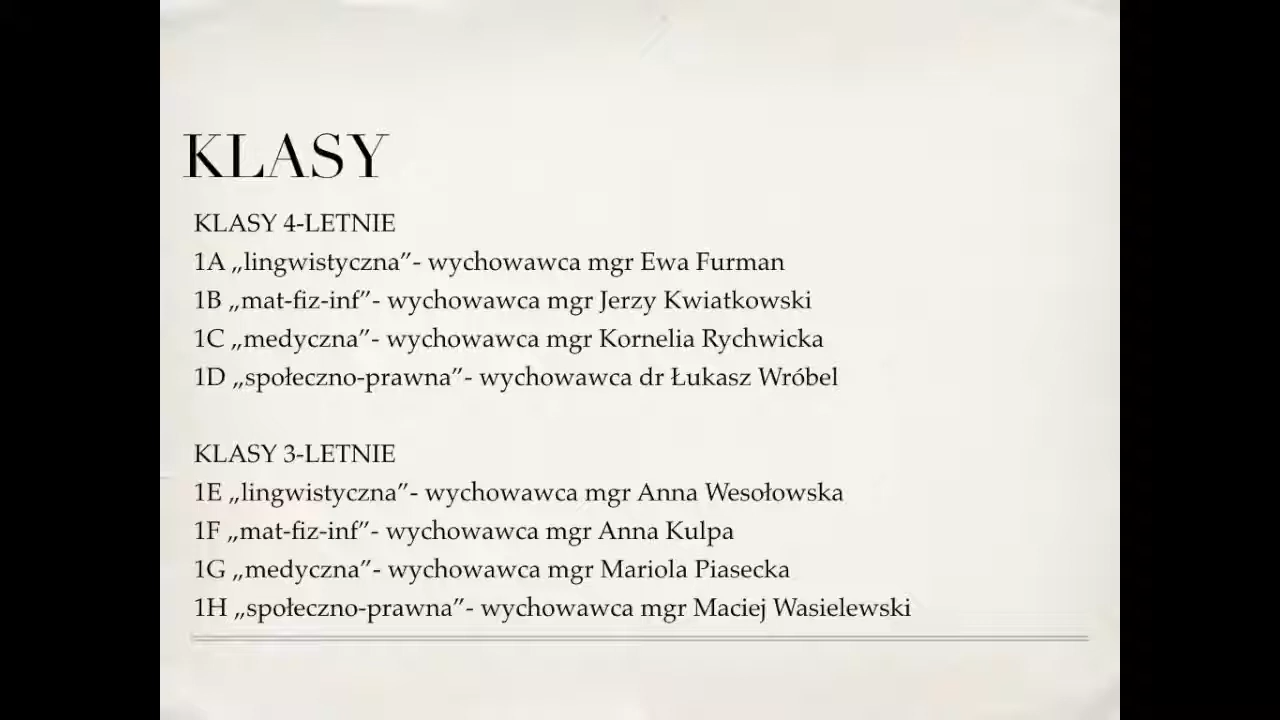 KLASY
KLASY 4-LETNIE
1A „lingwistyczna”- wychowawca mgr Ewa Furman
1B „mat-fiz-inf”- wychowawca mgr Jerzy Kwiatkowski
1C „medyczna”- wychowawca mgr Kornelia Rychwicka
1D „społeczno-prawna”- wychowawca dr Łukasz Wróbel
KLASY 3-LETNIE
1E „lingwistyczna”- wychowawca mgr Anna Wesołowska
1F „mat-fiz-inf”- wychowawca mgr Anna Kulpa
1G „medyczna”- wychowawca mgr Mariola Piasecka
1H „społeczno-prawna”- wychowawca mgr Maciej Wasielewski